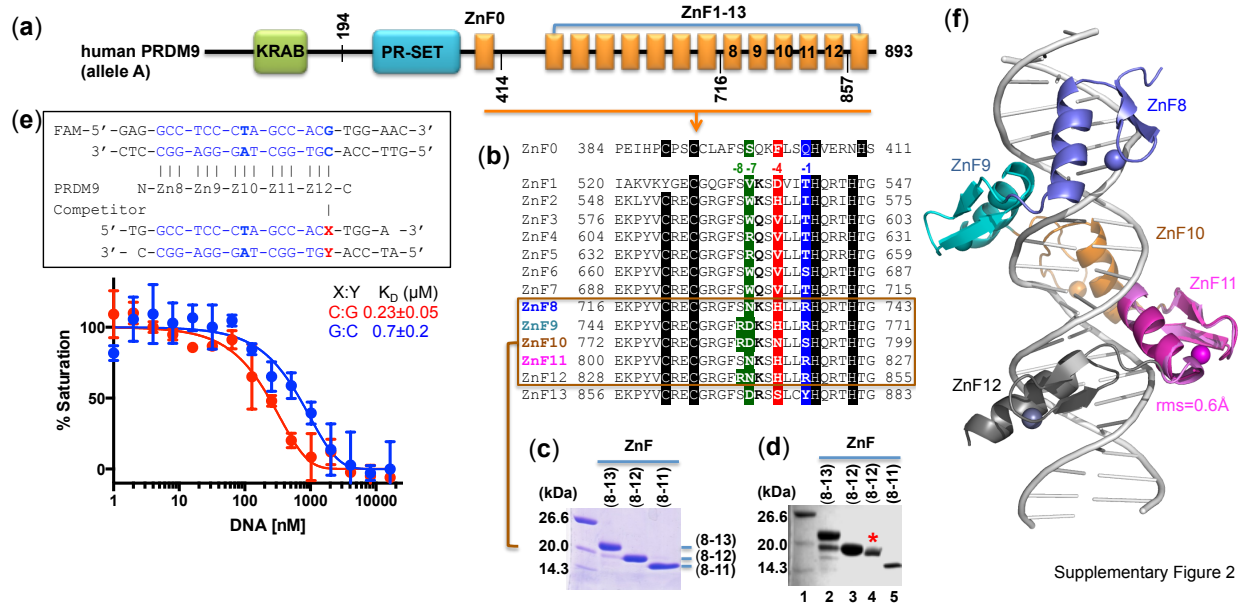 (a)
human PRDM9
(allele A)
KRAB
194
PR-SET
ZnF0
414
ZnF1-13
716
8 9 10 11 12
857
893
(e)
FAM-5'-GAG-GCC-TCC-CTA-GCC-ACG-TGG-AAC-3'
3'-CTC-CGG-AGG-GAT-CGG-TGC-ACC-TTG-5'
||| ||| ||| ||| |||
PRDM9 N-Zn8-Zn9-Z10-Z11-Z12-C
Competitor |
5'-TG-GCC-TCC-CTA-GCC-ACX-TGG-A -3'
3'- C-CGG-AGG-GAT-CGG-TGY-ACC-TA-5'
X:Y KD (μM)
C:G 0.23±0.05
G:C 0.7±0.2
% Saturation
100
50
0
1 10 100 1000 10000
DNA [nM]
(b)
ZnF0 384 PEIHPCPSCCLAFSSQKFLSQHVERNHS 411
-8 -7 -4 -1
ZnF1 520 IAKVKYGECGQGFSVKSDVITHQRTHTG 547
ZnF2 548 EKLYVCRECGRGFSWKSHLLIHQRIHTG 575
ZnF3 576 EKPYVCRECGRGFSWQSVLLTHQRTHTG 603
ZnF4 604 EKPYVCRECGRGFSRQSVLLTHQRTHTG 631
ZnF5 632 EKPYVCRECGRGFSRQSVLLTHQRRHTG 659
ZnF6 660 EKPYVCRECGRGFSWQSVLLSHQRTHTG 687
ZnF7 688 EKPYVCRECGRGFSWQSVLLTHQRTHTG 715
ZnF8 716 EKPYVCRECGRGFSNKSHLLRHQRTHTG 743
ZnF9 744 EKPYVCRECGRGFRDKSHLLRHQRTHTG 771
ZnF10 772 EKPYVCRECGRGFRDKSNLLSHQRTHTG 799
ZnF11 800 EKPYVCRECGRGFSNKSHLLRHQRTHTG 827
ZnF12 828 EKPYVCRECGRGFRNKSHLLRHQRTHTG 855
ZnF13 856 EKPYVCRECGRGFSDRSSLCYHQRTHTG 883
(c)
ZnF
(kDa)
(8-13)
(8-12)
(8-11)
26.6
20.0
14.3
(8-13)
(8-12)
(8-11)
(d)
ZnF
(kDa)
(8-13)
(8-12)
(8-12)
(8-11)
26.6
20.0
14.3
*
1 2 3 4 5
(f)
ZnF8
ZnF9
ZnF10
ZnF11
ZnF12
rms=0.6Å
Supplementary Figure 2